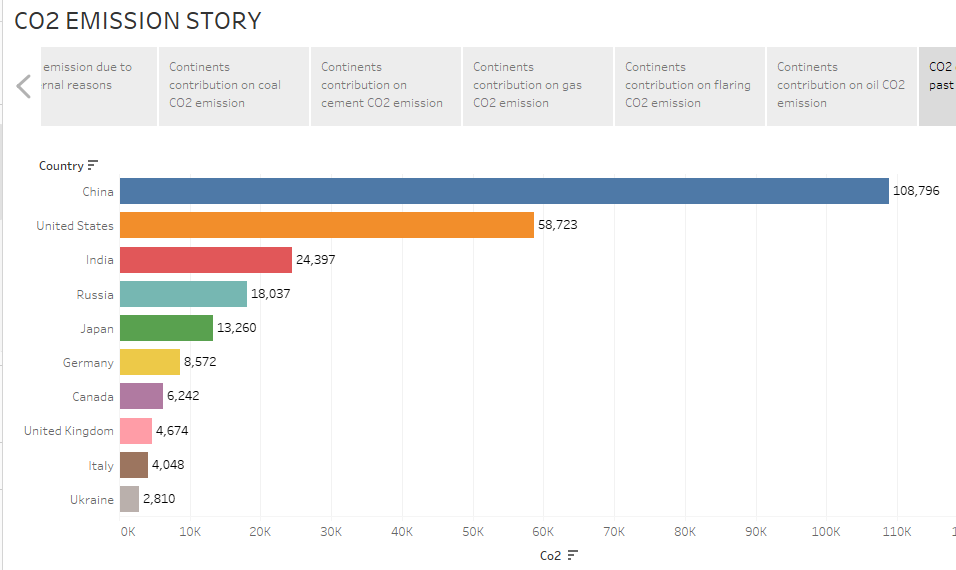 CO2 EMISSION STORY
emission due to
rnal reasons
Continents
contribution on coal
CO2 emission
Continents
contribution on
cement CO2 emission
Continents
contribution on gas
CO2 emission
Continents
contribution on flaring
CO2 emission
Continents
contribution on oil CO2
emission
CO2
past
Country
China 108,796
United States 58,723
India 24,397
Russia 18,037
Japan 13,260
Germany 8,572
Canada 6,242
United Kingdom 4,674
Italy 4,048
Ukraine 2,810
0K 10K 20K 30K 40K 50K 60K 70K 80K 90K 100K 110K
Co2